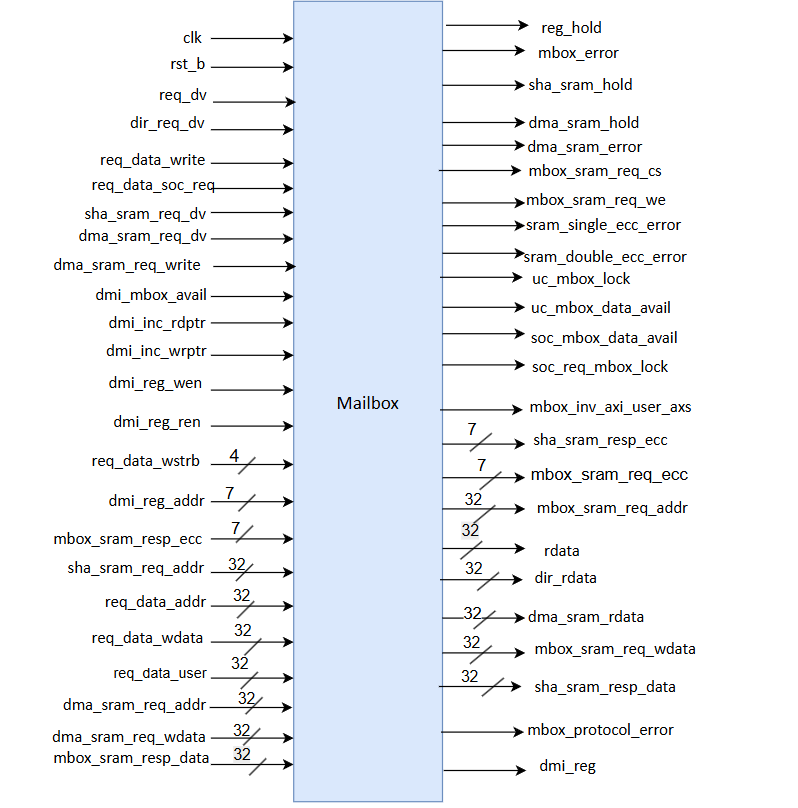 clk
rst_b
req_dv
dir_req_dv
req_data_write
req_data_soc_req
sha_sram_req_dv
dma_sram_req_dv
dma_sram_req_write
dmi_mbox_avail
dmi_inc_rdptr
dmi_inc_wrptr
dmi_reg_wen
dmi_reg_ren
req_data_wstrb 4
dmi_reg_addr 7
mbox_sram_resp_ecc 7
sha_sram_req_addr 32
req_data_addr 32
req_data_wdata 32
req_data_user 32
dma_sram_req_addr 32
dma_sram_req_wdata 32
mbox_sram_resp_data 32
Mailbox
reg_hold
mbox_error
sha_sram_hold
dma_sram_hold
dma_sram_error
mbox_sram_req_cs
mbox_sram_req_we
sram_single_ecc_error
sram_double_ecc_error
uc_mbox_lock
uc_mbox_data_avail
soc_mbox_data_avail
soc_req_mbox_lock
mbox_inv_axi_user_axs
7 sha_sram_resp_ecc
7 mbox_sram_req_ecc
32 mbox_sram_req_addr
32 rdata
32 dir_rdata
32 dma_sram_rdata
32 mbox_sram_req_wdata
32 sha_sram_resp_data
mbox_protocol_error
dmi_reg